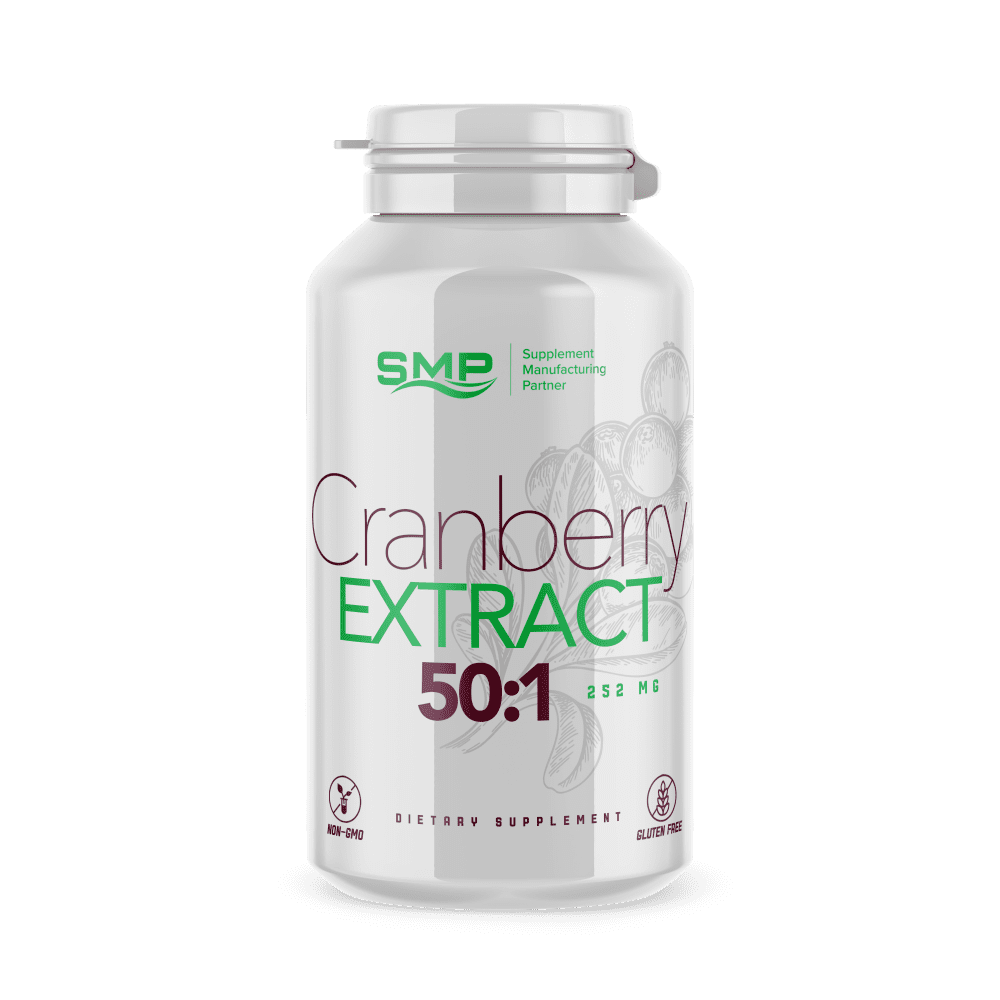 SMP
Supplement
Manufacturing
Partner
Cranberry
EXTRACT
50:1
252 MG
DIETARY SUPPLEMENT
NON-GMO
GLUTEN FREE